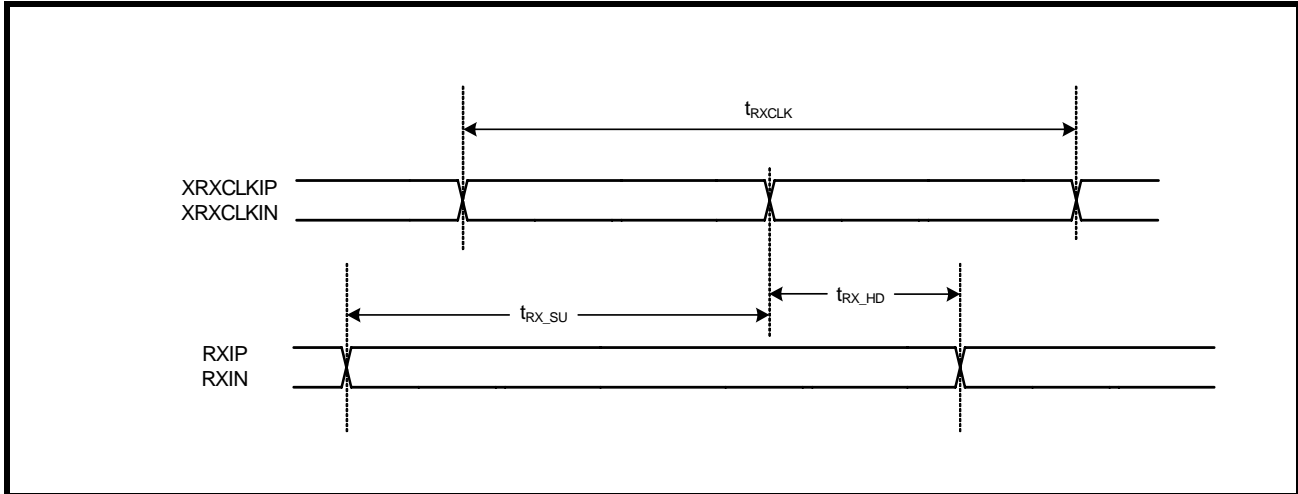 tRXCLK
XRXCLKIP
XRXCLKIN
tRX_HD
tRX_SU
RXIP
RXIN